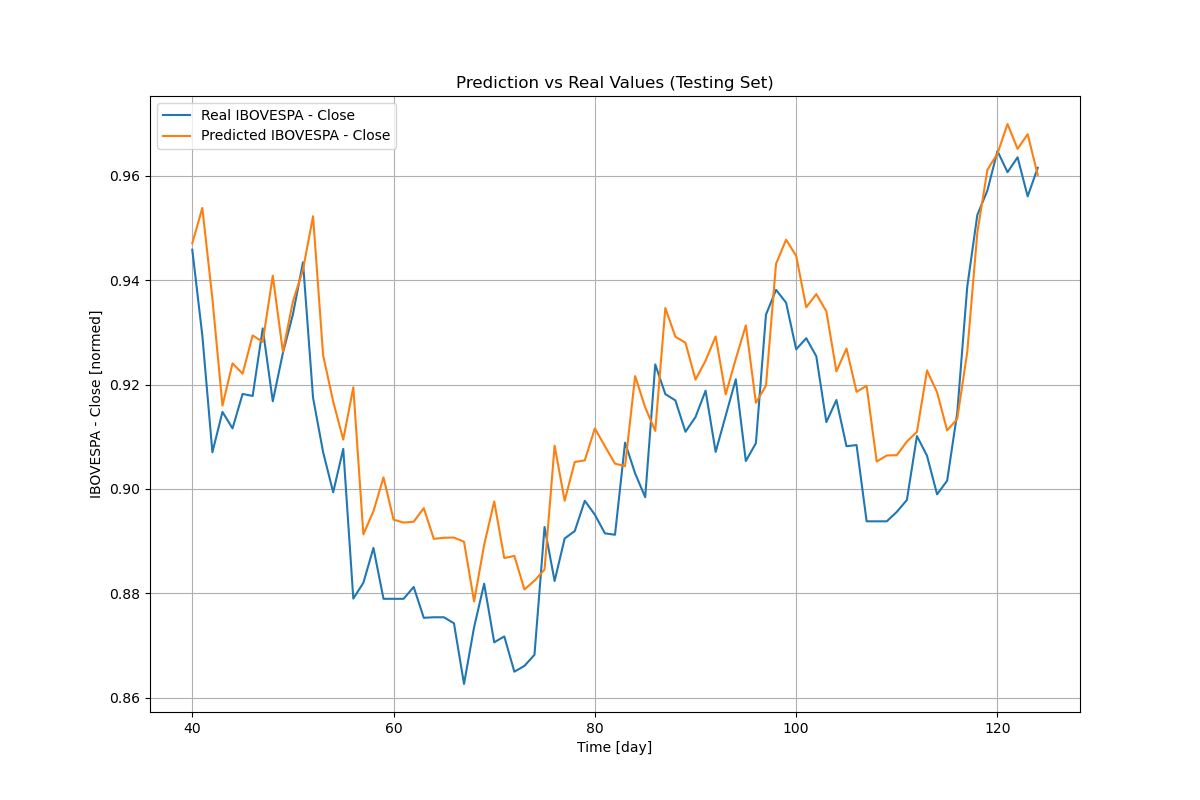 Prediction vs Real Values (Testing Set)
Real IBOVESPA - Close
Predicted IBOVESPA - Close
IBOVESPA - Close [normed]
0.96
0.94
0.92
0.90
0.88
0.86
40 60 80 100 120
Time [day]